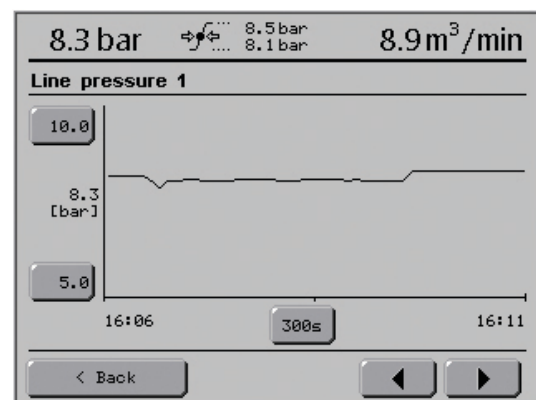 8.3 bar 8.5 bar 8.9 m³/min
8.1 bar
Line pressure 1
10.0
8.3
[bar]
5.0
16:06 300s 16:11
< Back